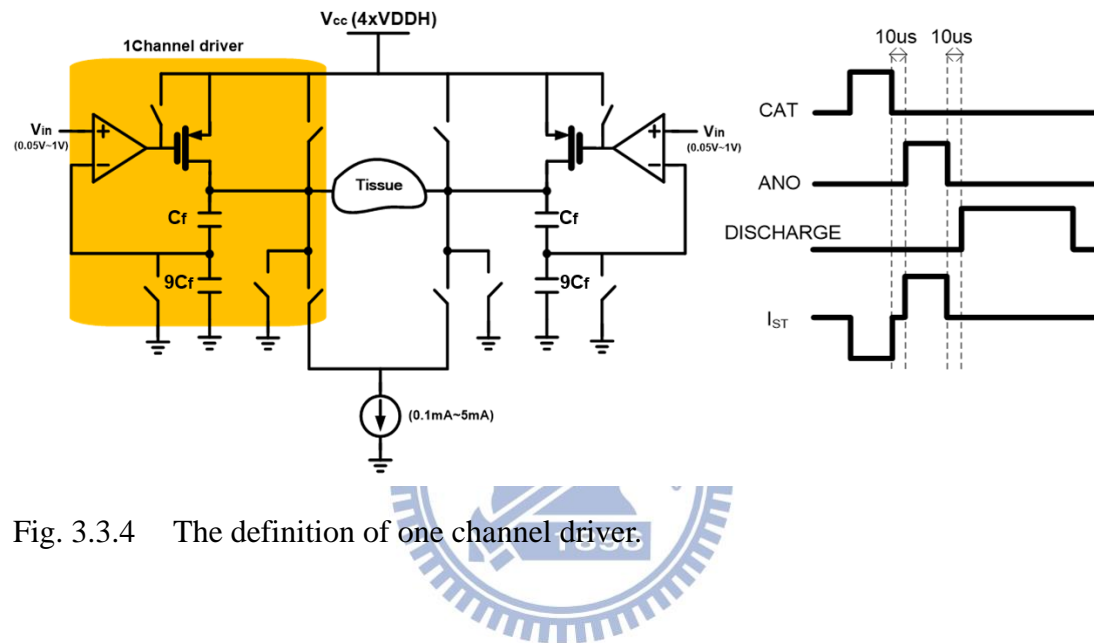 Vcc (4xVDDH)
1Channel driver
Vin
(0.05V~1V)
+
−
Cf
9Cf
Tissue
Cf
9Cf
+
−
Vin
(0.05V~1V)
(0.1mA~5mA)
10us 10us
CAT
ANO
DISCHARGE
IST
Fig. 3.3.4 The definition of one channel driver.
1896